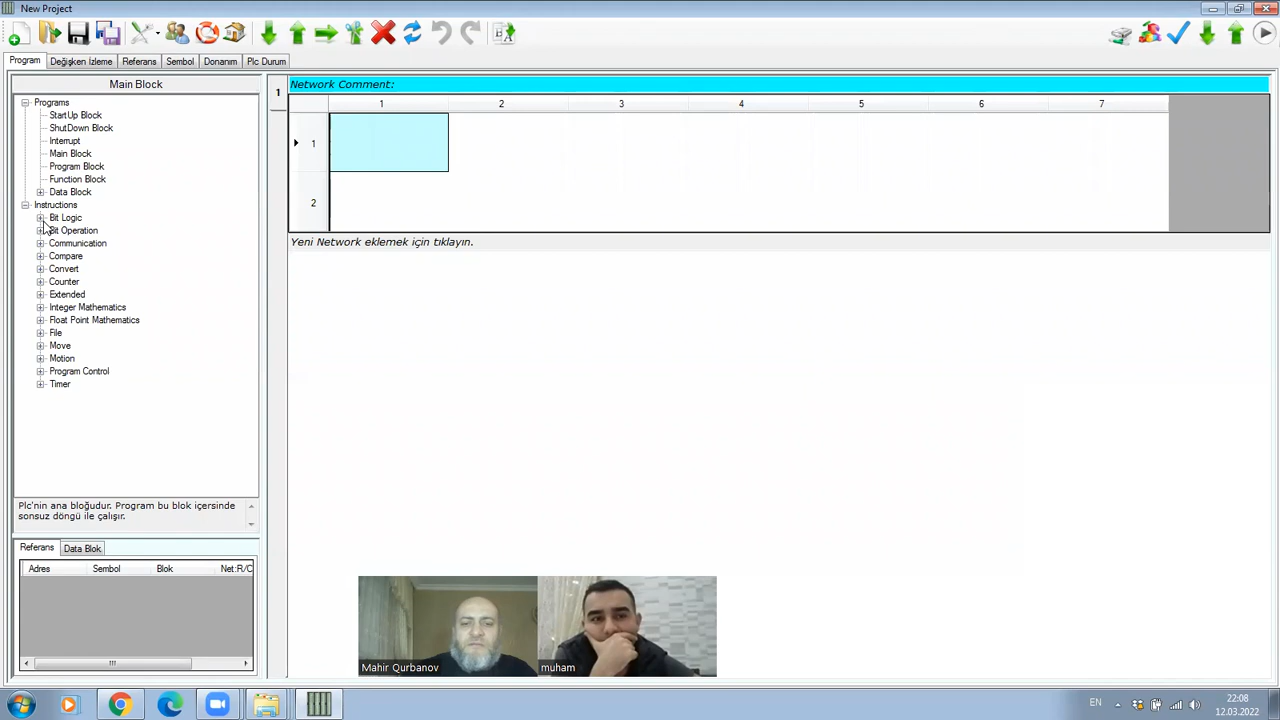 New Project
Program
Değişken İzleme
Referans
Sembol
Donanım
Plc Durum
Main Block
Programs
StartUp Block
ShutDown Block
Interrupt
Main Block
Program Block
Function Block
Data Block
Instructions
Bit Logic
Bit Operation
Communication
Compare
Convert
Counter
Extended
Integer Mathematics
Float Point Mathematics
File
Move
Motion
Program Control
Timer
Plc'nin ana bloğudur. Program bu blok içersinde
sonsuz döngü ile çalışır.
Referans
Data Blok
Adres Sembol Blok Net:R/C
1
Network Comment:
1 2 3 4 5 6 7
1
2
Yeni Network eklemek için tıklayın.
Mahir Qurbanov
muham
EN
22:08
12.03.2022